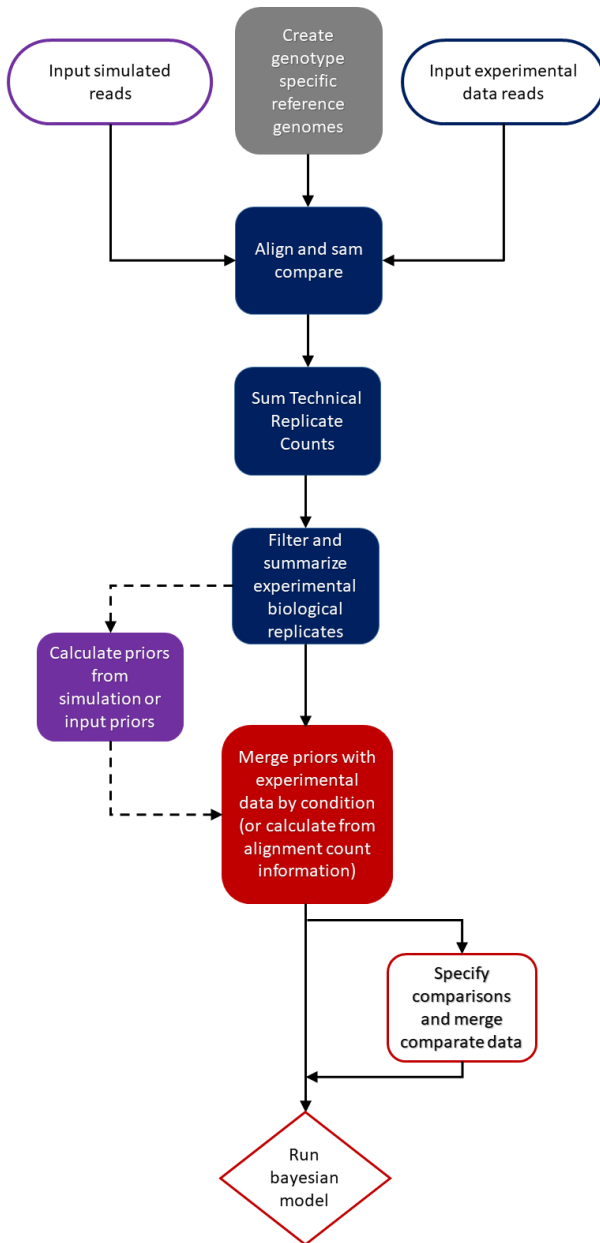 Input simulated
reads
Create
genotype
specific
reference
genomes
Input experimental
data reads
Align and sam
compare
Sum Technical
Replicate
Counts
Filter and
summarize
experimental
biological
replicates
Calculate priors
from
simulation or
input priors
Merge priors with
experimental
data by condition
(or calculate from
alignment count
information)
Specify
comparisons
and merge
comparate data
Run
bayesian
model